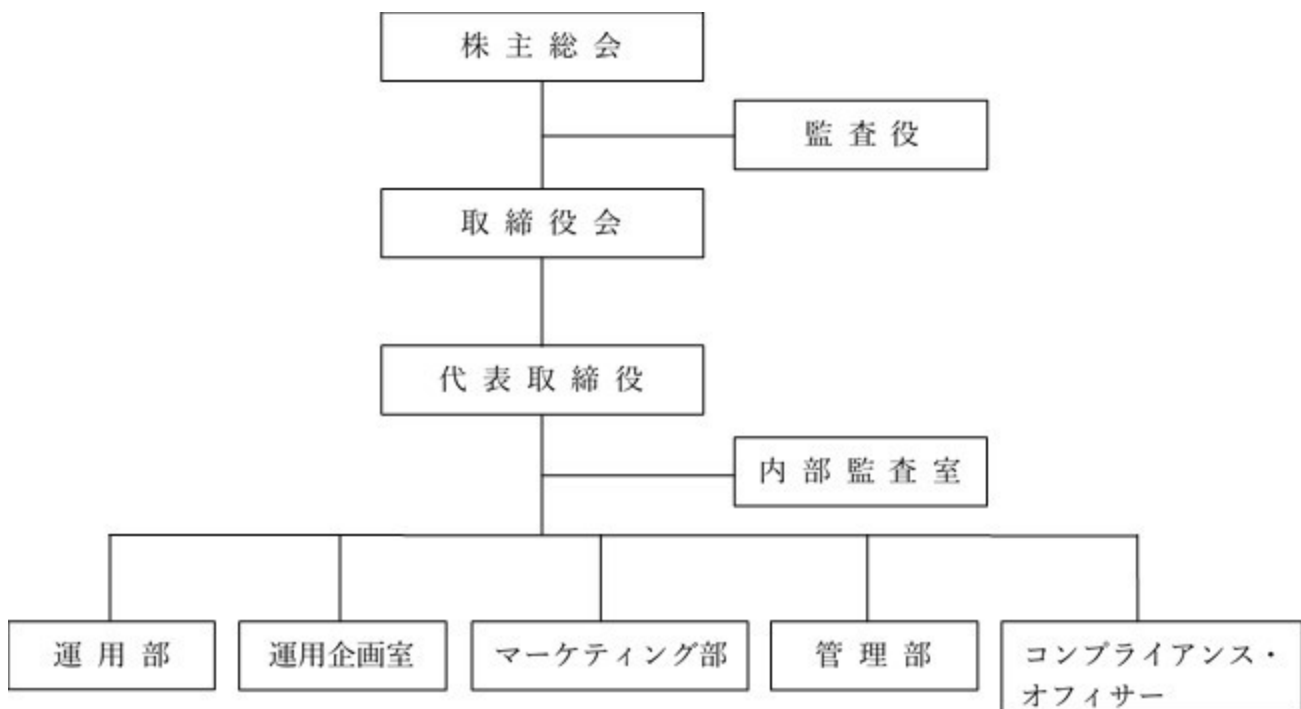 株主総会
監査役
取締役会
代表取締役
内部監査室
運用部
運用企画室
マーケティング部
管理部
コンプライアンス・
オフィサー